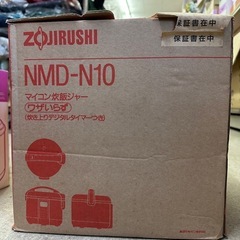 保証書在中
保証書在中
ZOJIRUSHI
NMD-N10
マイコン炊飯ジャー
(ワザいらず)
(炊き上りデジタルタイマーつき)